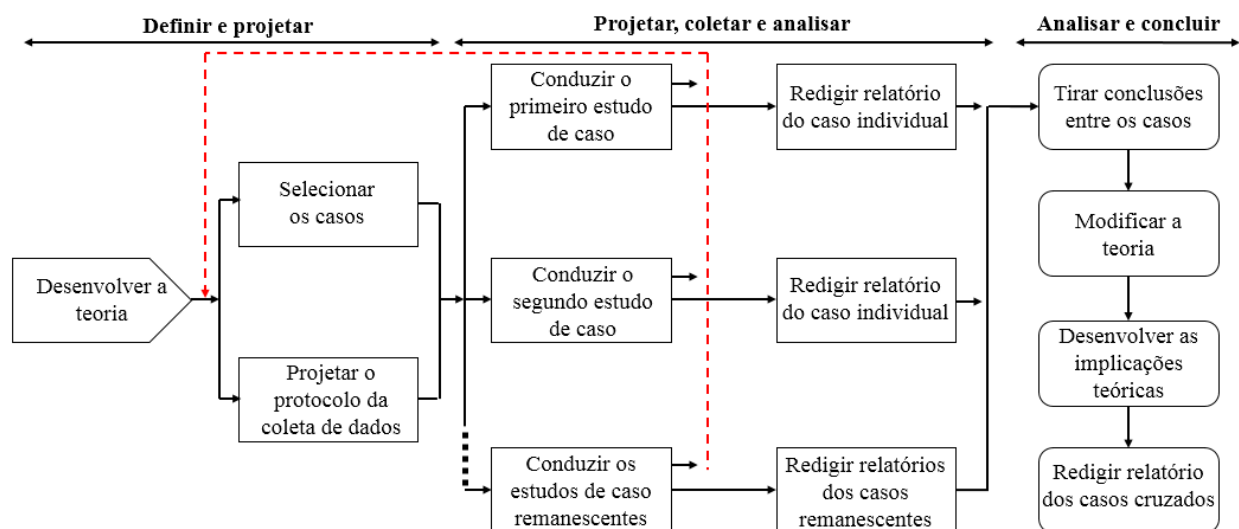 Definir e projetar
Projetar, coletar e analisar
Analisar e concluir
Desenvolver a
teoria
Selecionar
os casos
Projetar o
protocolo da
coleta de dados
Conduzir o
primeiro estudo
de caso
Redigir relatório
do caso individual
Conduzir o
segundo estudo
de caso
Redigir relatório
do caso individual
Conduzir os
estudos de caso
remanescentes
Redigir relatórios
dos casos
remanescentes
Tirar conclusões
entre os casos
Modificar a
teoria
Desenvolver as
implicações
teóricas
Redigir relatório
dos casos cruzados